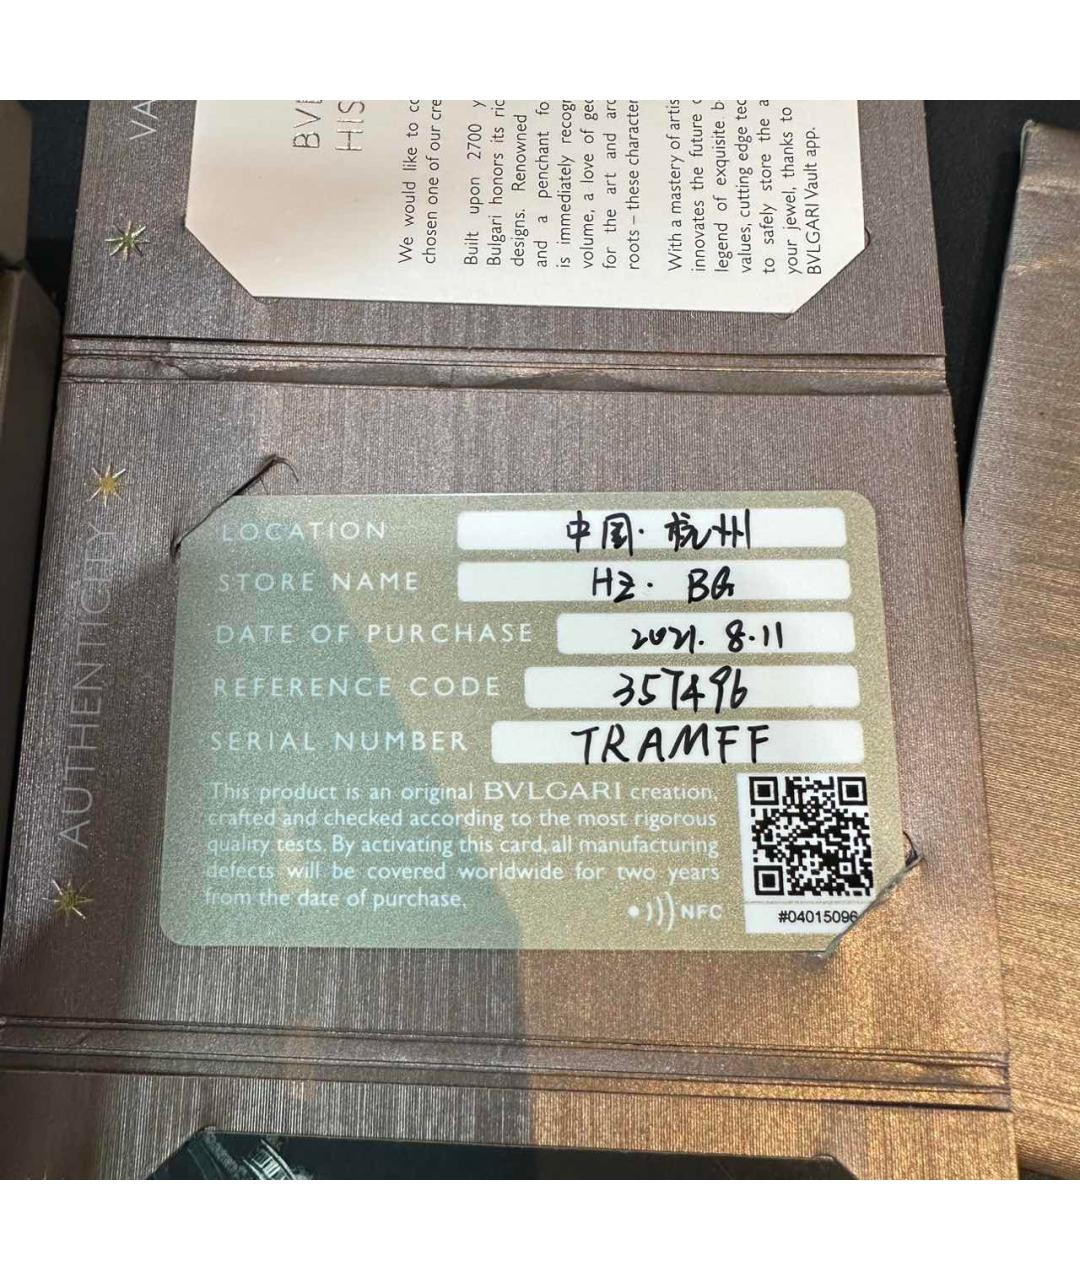 VA
BV
HIS
We would like to co
chosen one of our cre
Built upon 2700 y
Bulgari honors its ric
designs. Renowned
and a penchant fo
is immediately recogr
volume, a love of geo
for the art and arc
roots – these character
With a mastery of artis
innovates the future o
legend of exquisite. b
values, cutting edge tec
to safely store the a
your jewel, thanks to
BVLGARI Vault app.
AUTHENTICITY
LOCATION 中国·杭州
STORE NAME HZ· BG
DATE OF PURCHASE 2021. 8·11
REFERENCE CODE 357496
SERIAL NUMBER TRAMFF
This product is an original BVLGARI creation,
crafted and checked according to the most rigorous
quality tests. By activating this card, all manufacturing
defects will be covered worldwide for two years
from the date of purchase.
NFC
#04015096